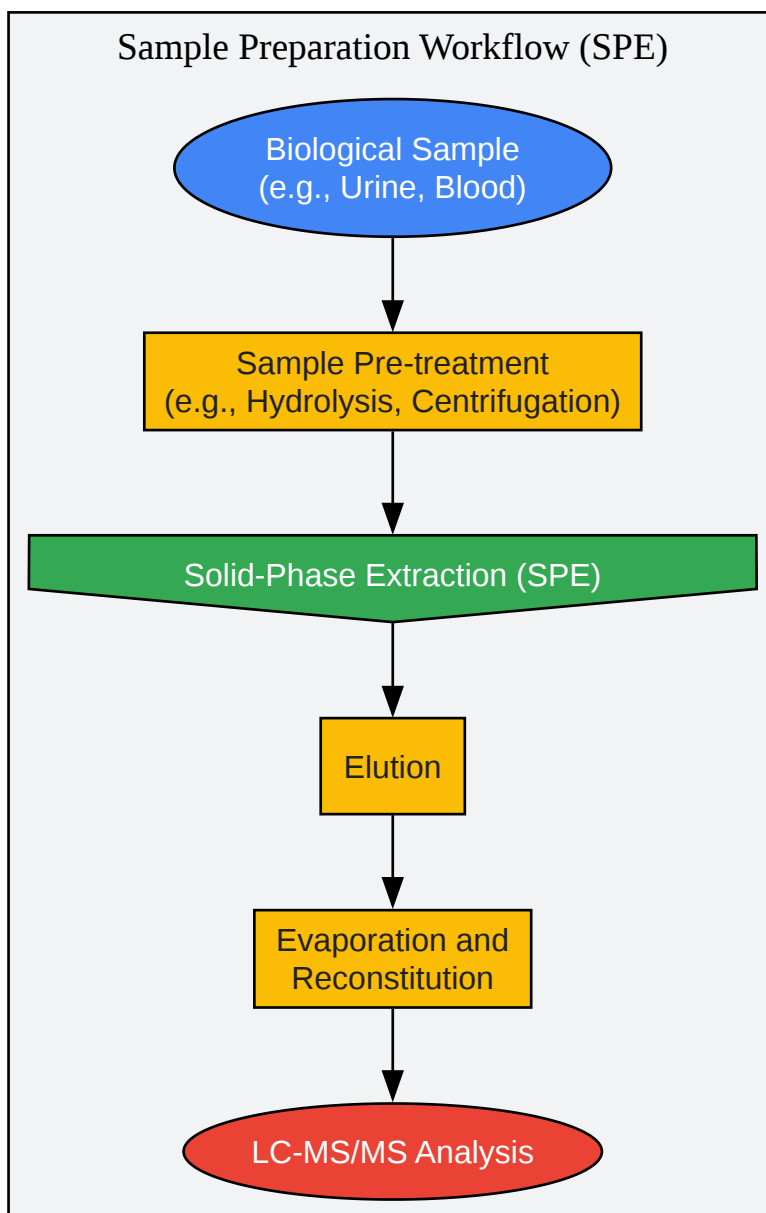 Sample Preparation Workflow (SPE)
Biological Sample
(e.g., Urine, Blood)
Sample Pre-treatment
(e.g., Hydrolysis, Centrifugation)
Solid-Phase Extraction (SPE)
Elution
Evaporation and
Reconstitution
LC-MS/MS Analysis